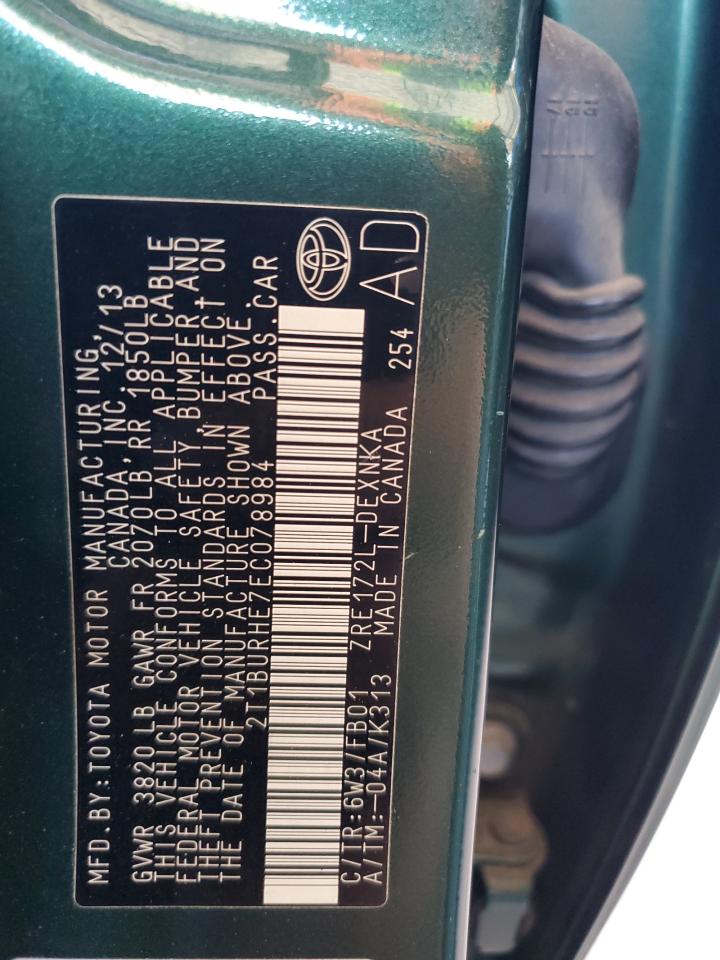 MFD. BY: TOYOTA MOTOR MANUFACTURING,
CANADA, INC. 12/13
GVWR 3820 LB GAWR FR 2070LB, RR 1850LB
THIS VEHICLE CONFORMS TO ALL APPLICABLE
FEDERAL MOTOR VEHICLE SAFETY, BUMPER, AND
THEFT PREVENTION STANDARDS IN EFFECT ON
THE DATE OF MANUFACTURE SHOWN ABOVE.
2T1BURHE7EC078984 PASS. CAR
C/TR:6W3/FB01 ZRE172L-DEXNKA
A/TM:-04A/K313 MADE IN CANADA 254
AD